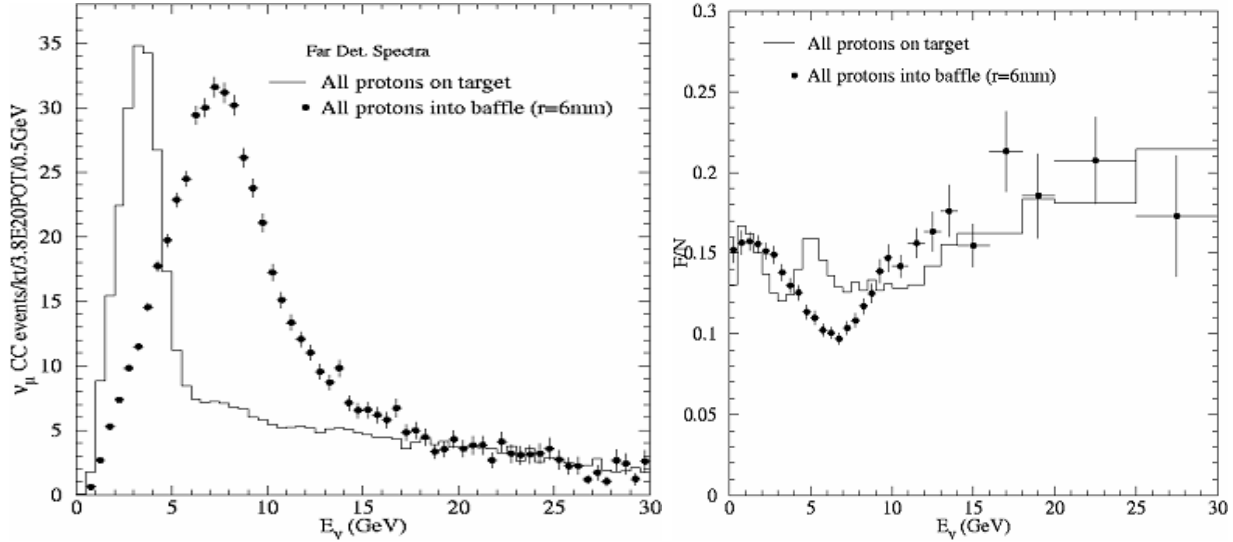 35
30
25
20
15
10
5
0
ν_μ CC events/kt/3.8E20POT/0.5GeV
Far Det. Spectra
All protons on target
All protons into baffle (r=6mm)
0 5 10 15 20 25 30
E_ν (GeV)
0.3
0.25
0.2
0.15
0.1
0.05
0
F/N
All protons on target
All protons into baffle (r=6mm)
0 5 10 15 20 25 30
E_ν (GeV)